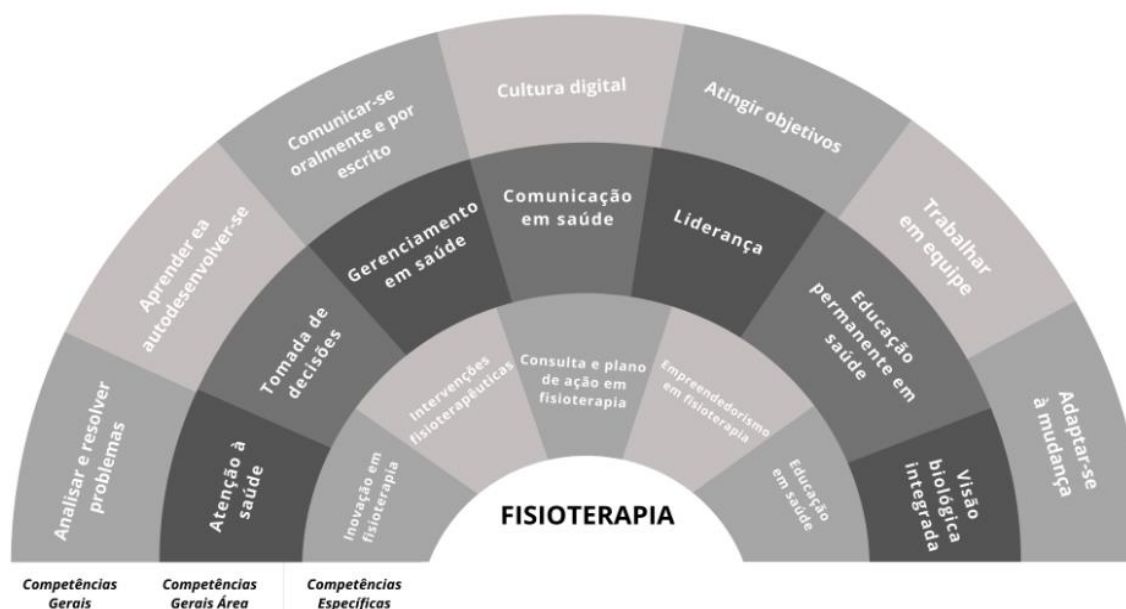 Analisar e resolver
problemas
Aprender ea
autodesenvolver-se
Comunicar-se
oralmente e por
escrito
Cultura digital
Atingir objetivos
Trabalhar
em equipe
Adaptar-se
à mudança
Atenção à
saúde
Tomada de
decisões
Gerenciamento
em saúde
Comunicação
em saúde
Liderança
Educação
permanente em
saúde
Visão
biológica
integrada
Inovação em
fisioterapia
Intervenções
fisioterapêuticas
Consulta e plano
de ação em
fisioterapia
Empreendedorismo
em fisioterapia
Educação
em saúde
FISIOTERAPIA
Competências
Gerais
Competências
Gerais Área
Competências
Específicas